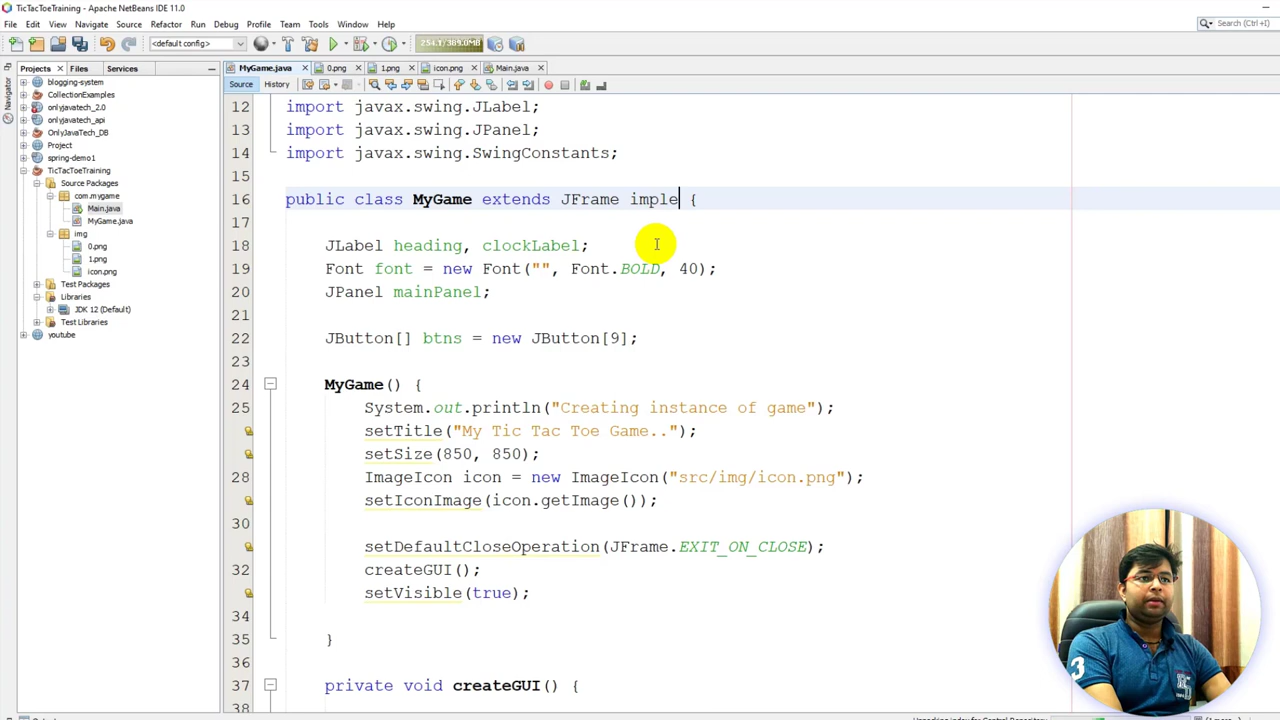 TicTacToeTraining - Apache NetBeans IDE 11.0
File Edit View Navigate Source Refactor Run Debug Profile Team Tools Window Help
Search (Ctrl+I)
<default config>
254.1/389.0MB
Projects Files Services
MyGame.java 0.png 1.png icon.png Main.java
Source History
Navigator
blogging-system
CollectionExamples
onlyjavatech_2.0
onlyjavatech_api
OnlyJavaTech_DB
Project
spring-demo1
TicTacToeTraining
Source Packages
com.mygame
Main.java
MyGame.java
img
0.png
1.png
icon.png
Test Packages
Libraries
JDK 12 (Default)
Test Libraries
youtube
12 import javax.swing.JLabel;
13 import javax.swing.JPanel;
14 import javax.swing.SwingConstants;
15
16 public class MyGame extends JFrame imple {
17
18 JLabel heading, clockLabel;
19 Font font = new Font("", Font.BOLD, 40);
20 JPanel mainPanel;
21
22 JButton[] btns = new JButton[9];
23
24 MyGame() {
25 System.out.println("Creating instance of game");
setTitle("My Tic Tac Toe Game..");
setSize(850, 850);
28 ImageIcon icon = new ImageIcon("src/img/icon.png");
setIconImage(icon.getImage());
30
setDefaultCloseOperation(JFrame.EXIT_ON_CLOSE);
32 createGUI();
setVisible(true);
34
35 }
36
37 private void createGUI() {
38
3